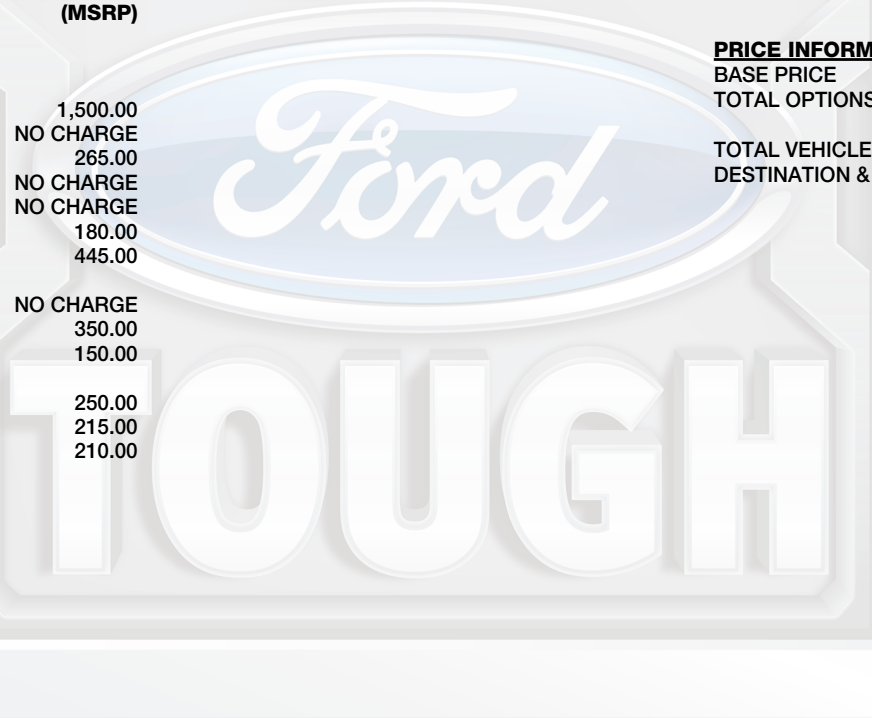 (MSRP)
1,500.00
NO CHARGE
265.00
NO CHARGE
NO CHARGE
180.00
445.00
NO CHARGE
350.00
150.00
250.00
215.00
210.00
PRICE INFORM
BASE PRICE
TOTAL OPTIONS
TOTAL VEHICLE
DESTINATION &
Ford
TOUGH